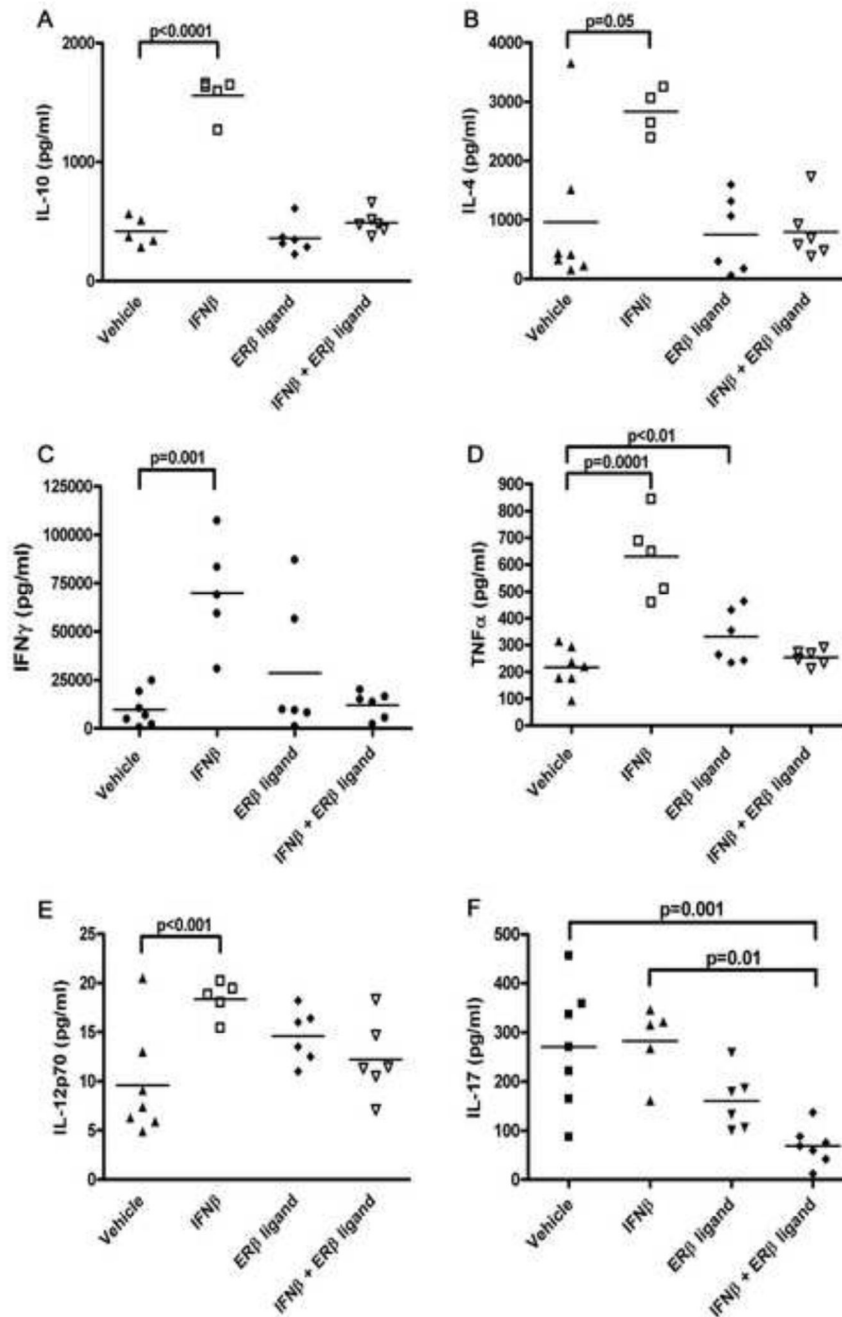 A
p<0.0001
IL-10 (pg/ml)
2000
1000
0
Vehicle
IFNβ
ERβ ligand
IFNβ + ERβ ligand
B
p=0.05
IL-4 (pg/ml)
4000
3000
2000
1000
0
Vehicle
IFNβ
ERβ ligand
IFNβ + ERβ ligand
C
p=0.001
IFNγ (pg/ml)
125000
100000
75000
50000
25000
0
Vehicle
IFNβ
ERβ ligand
IFNβ + ERβ ligand
D
p<0.01
p=0.0001
TNFα (pg/ml)
900
800
700
600
500
400
300
200
100
0
Vehicle
IFNβ
ERβ ligand
IFNβ + ERβ ligand
E
p<0.001
IL-12p70 (pg/ml)
25
20
15
10
5
0
Vehicle
IFNβ
ERβ ligand
IFNβ + ERβ ligand
F
p=0.001
p=0.01
IL-17 (pg/ml)
500
400
300
200
100
0
Vehicle
IFNβ
ERβ ligand
IFNβ + ERβ ligand